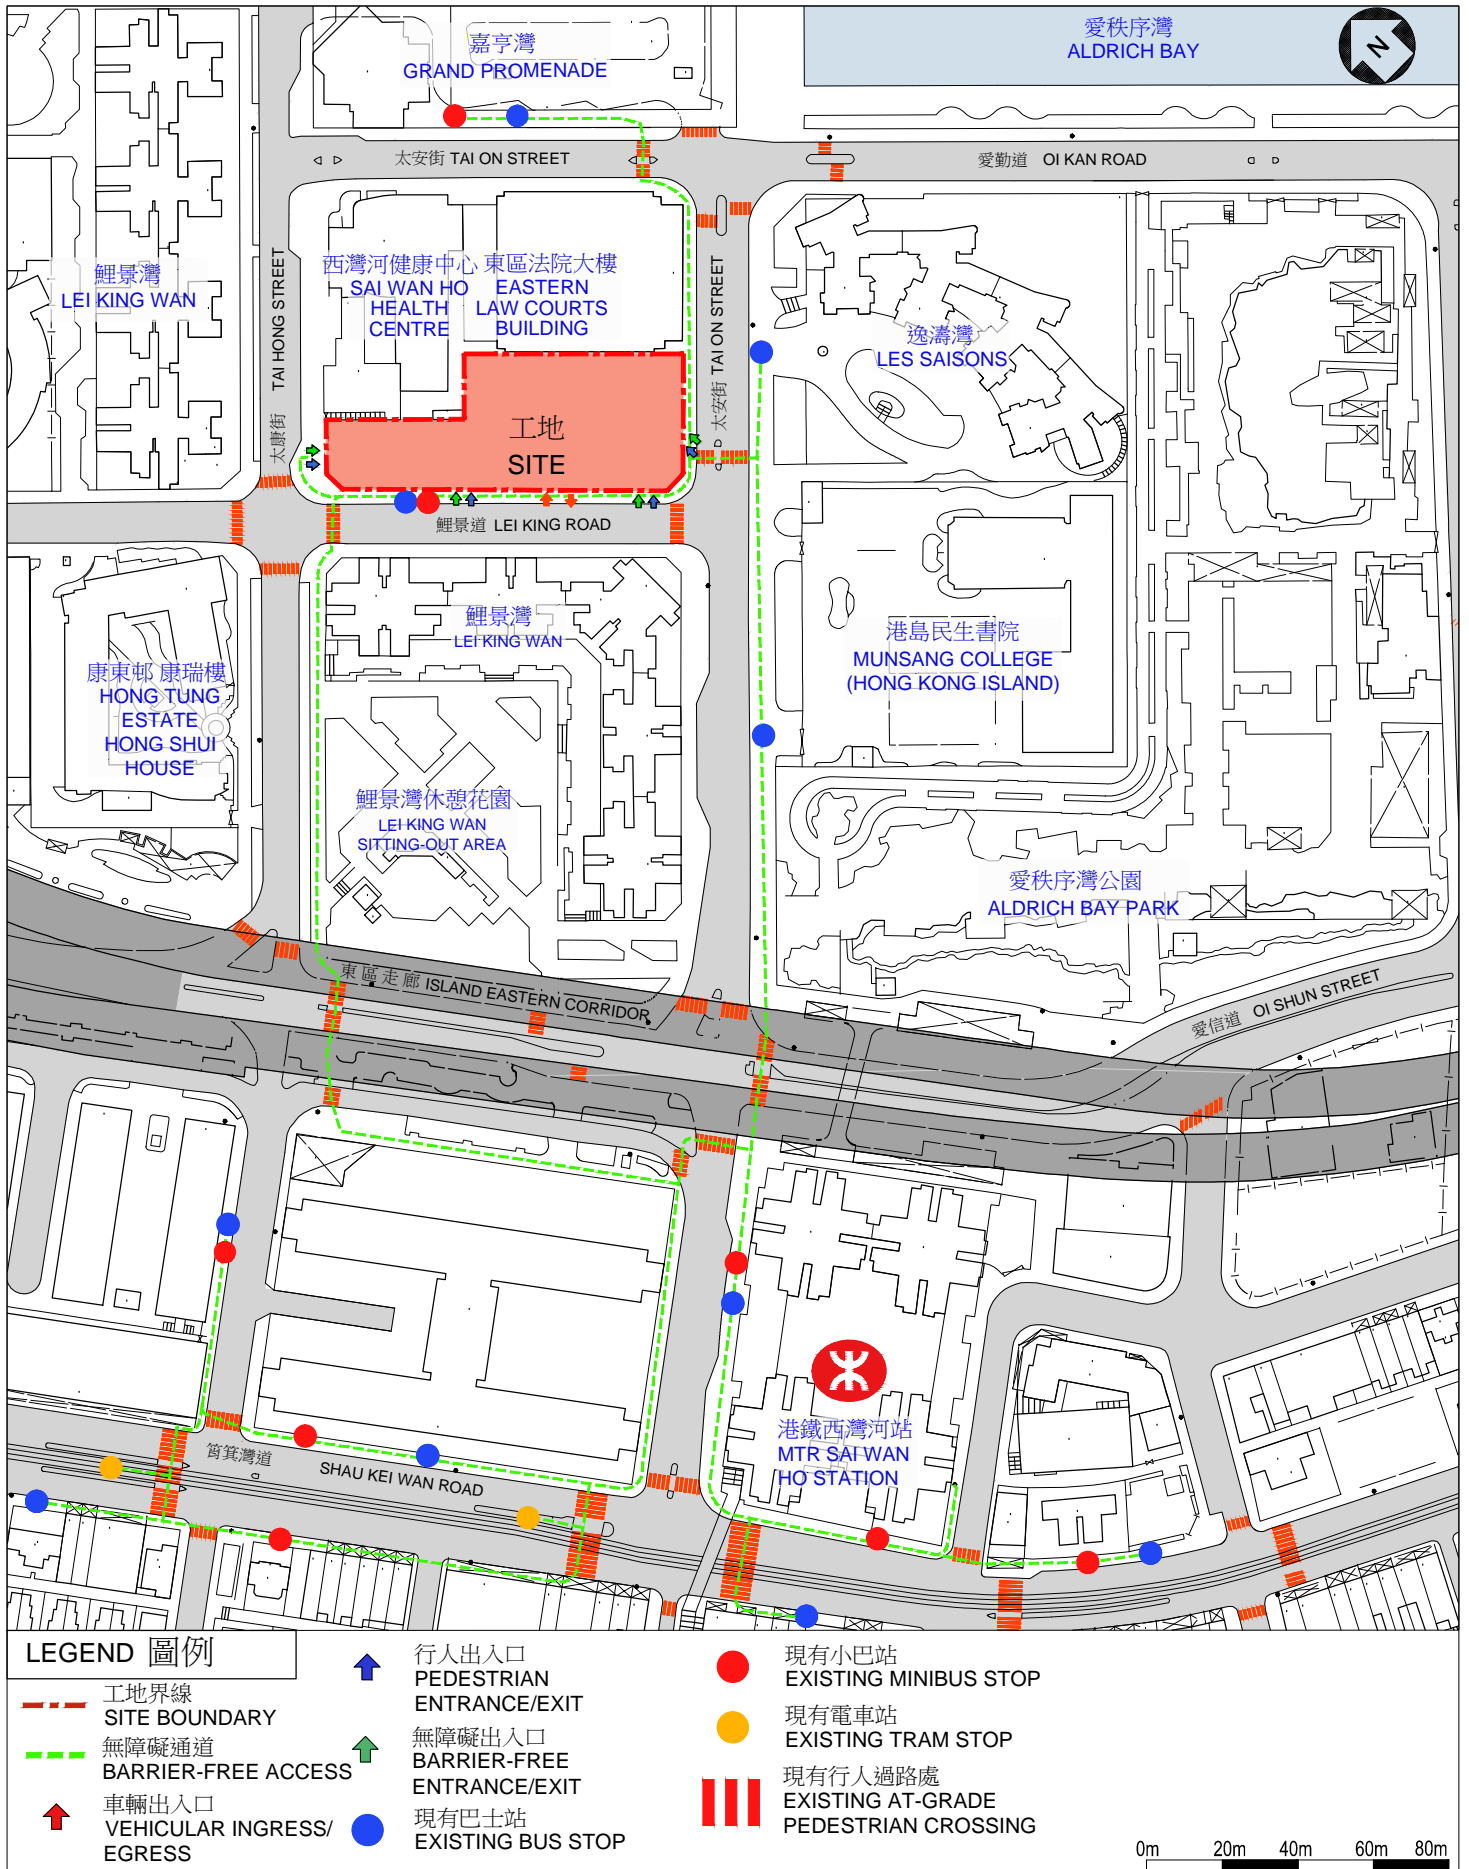 嘉亨灣
GRAND PROMENADE
愛秩序灣
ALDRICH BAY
N
太安街 TAI ON STREET
愛勤道 OI KAN ROAD
鯉景灣
LEI KING WAN
太康街 TAI HONG STREET
西灣河健康中心
SAI WAN HO
HEALTH
CENTRE
東區法院大樓
EASTERN
LAW COURTS
BUILDING
太安街 TAI ON STREET
逸濤灣
LES SAISONS
工地
SITE
鯉景道 LEI KING ROAD
鯉景灣
LEI KING WAN
港島民生書院
MUNSANG COLLEGE
(HONG KONG ISLAND)
康東邨 康瑞樓
HONG TUNG
ESTATE
HONG SHUI
HOUSE
鯉景灣休憩花園
LEI KING WAN
SITTING-OUT AREA
愛秩序灣公園
ALDRICH BAY PARK
東區走廊 ISLAND EASTERN CORRIDOR
愛信道 OI SHUN STREET
港鐵西灣河站
MTR SAI WAN
HO STATION
筲箕灣道 SHAU KEI WAN ROAD
LEGEND 圖例
工地界線
SITE BOUNDARY
無障礙通道
BARRIER-FREE ACCESS
車輛出入口
VEHICULAR INGRESS/
EGRESS
行人出入口
PEDESTRIAN
ENTRANCE/EXIT
無障礙出入口
BARRIER-FREE
ENTRANCE/EXIT
現有巴士站
EXISTING BUS STOP
現有小巴站
EXISTING MINIBUS STOP
現有電車站
EXISTING TRAM STOP
現有行人過路處
EXISTING AT-GRADE
PEDESTRIAN CROSSING
0m 20m 40m 60m 80m